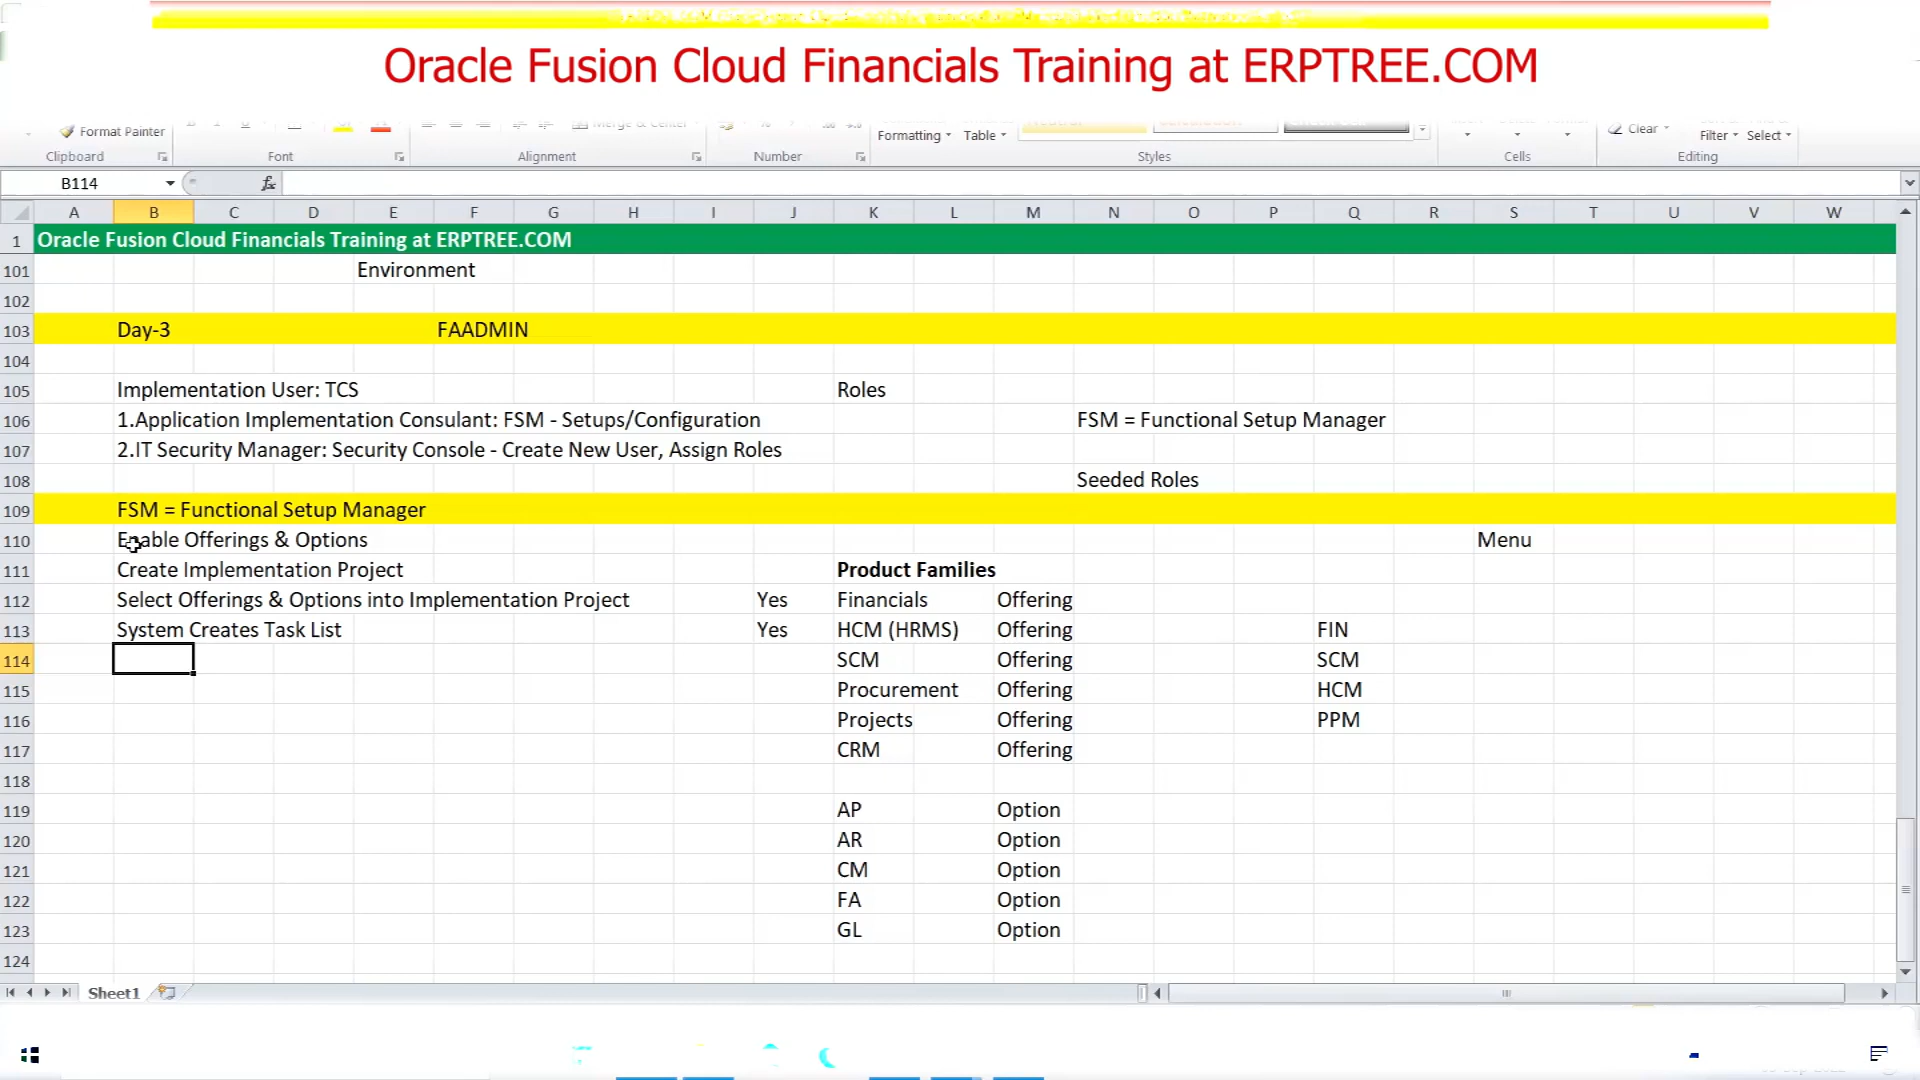 Oracle Fusion Cloud Financials Training at ERPTREE.COM
Format Painter
Merge & Center
Formatting Table
Clear Filter Select
Clipboard Font Alignment Number Styles Cells Editing
B114 fx
A B C D E F G H I J K L M N O P Q R S T U V W
1 Oracle Fusion Cloud Financials Training at ERPTREE.COM
101 Environment
102
103 Day-3 FAADMIN
104
105 Implementation User: TCS Roles
106 1.Application Implementation Consulant: FSM - Setups/Configuration FSM = Functional Setup Manager
107 2.IT Security Manager: Security Console - Create New User, Assign Roles
108 Seeded Roles
109 FSM = Functional Setup Manager
110 Enable Offerings & Options Menu
111 Create Implementation Project Product Families
112 Select Offerings & Options into Implementation Project Yes Financials Offering
113 System Creates Task List Yes HCM (HRMS) Offering FIN
114 SCM Offering SCM
115 Procurement Offering HCM
116 Projects Offering PPM
117 CRM Offering
118
119 AP Option
120 AR Option
121 CM Option
122 FA Option
123 GL Option
124
Sheet1